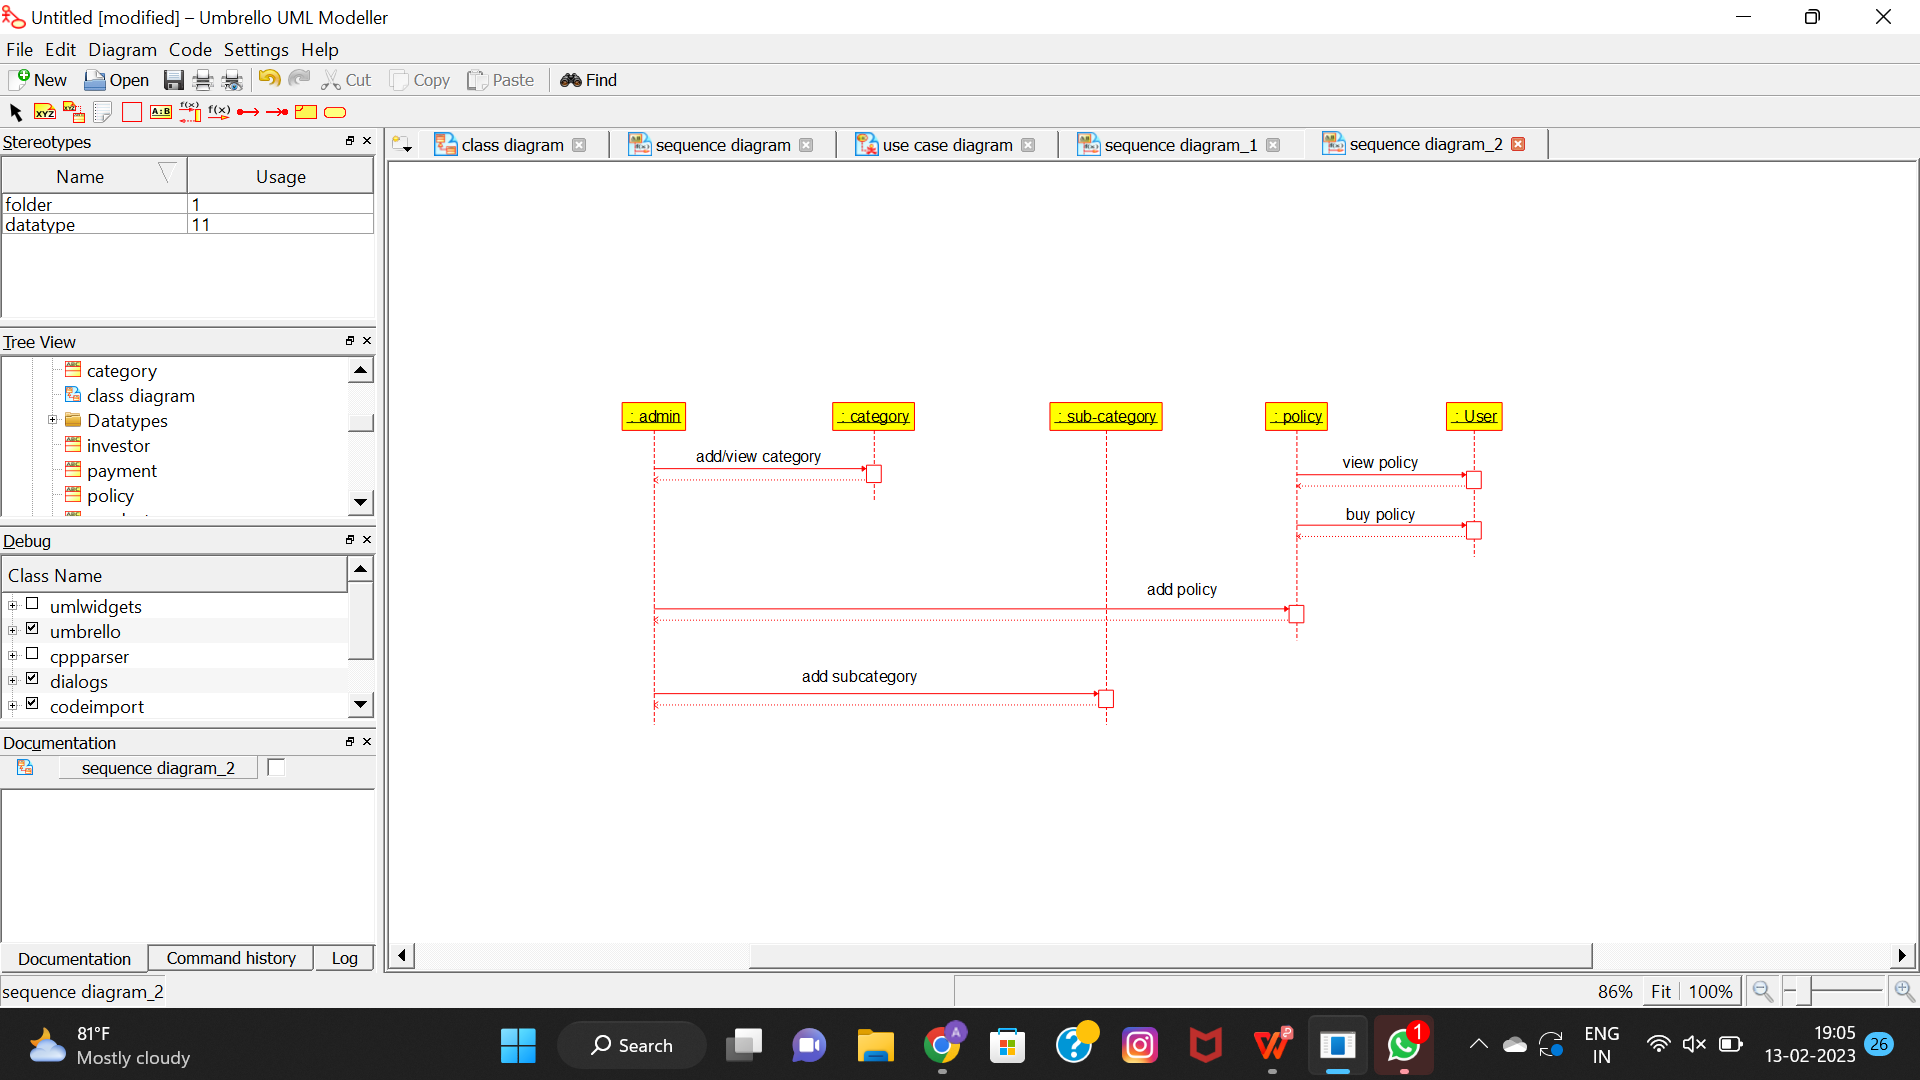 Untitled [modified] – Umbrello UML Modeller
File Edit Diagram Code Settings Help
New Open Cut Copy Paste Find
XYZ XYZ A:B f(x) f(x)
Stereotypes
Name Usage
folder 1
datatype 11
Tree View
category
class diagram
Datatypes
investor
payment
policy
Debug
Class Name
umlwidgets
umbrello
cppparser
dialogs
codeimport
Documentation
sequence diagram_2
Documentation Command history Log
class diagram sequence diagram use case diagram sequence diagram_1 sequence diagram_2
: admin : category : sub-category : policy : User
add/view category
view policy
buy policy
add policy
add subcategory
sequence diagram_2
86% Fit 100%
81°F
Mostly cloudy
Search
A
1
ENG
IN
19:05
13-02-2023
26